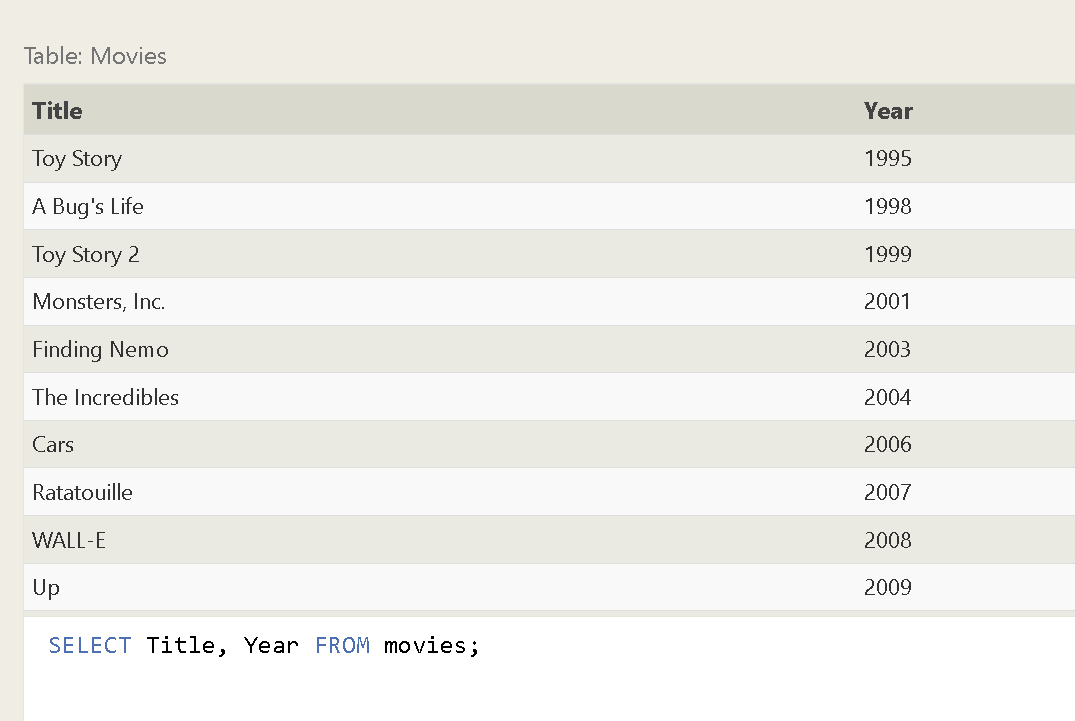 Table: Movies
Title Year
Toy Story 1995
A Bug's Life 1998
Toy Story 2 1999
Monsters, Inc. 2001
Finding Nemo 2003
The Incredibles 2004
Cars 2006
Ratatouille 2007
WALL-E 2008
Up 2009
SELECT Title, Year FROM movies;